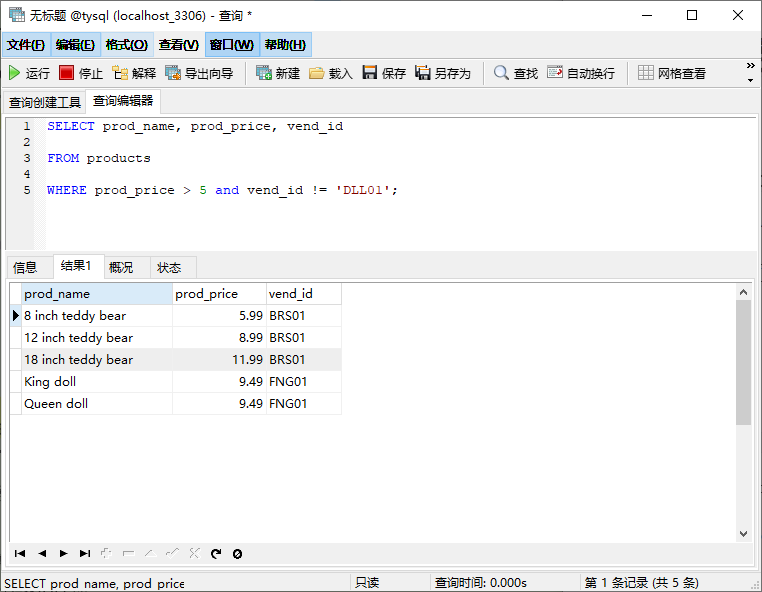 无标题 @tysql (localhost_3306) - 查询 *
文件(F) 编辑(E) 格式(O) 查看(V) 窗口(W) 帮助(H)
运行 停止 解释 导出向导 新建 载入 保存 另存为 查找 自动换行 网格查看
查询创建工具 查询编辑器
1 SELECT prod_name, prod_price, vend_id
2
3 FROM products
4
5 WHERE prod_price > 5 and vend_id != 'DLL01';
信息 结果1 概况 状态
prod_name prod_price vend_id
8 inch teddy bear 5.99 BRS01
12 inch teddy bear 8.99 BRS01
18 inch teddy bear 11.99 BRS01
King doll 9.49 FNG01
Queen doll 9.49 FNG01
SELECT prod_name, prod_price 只读 查询时间: 0.000s 第 1 条记录 (共 5 条)